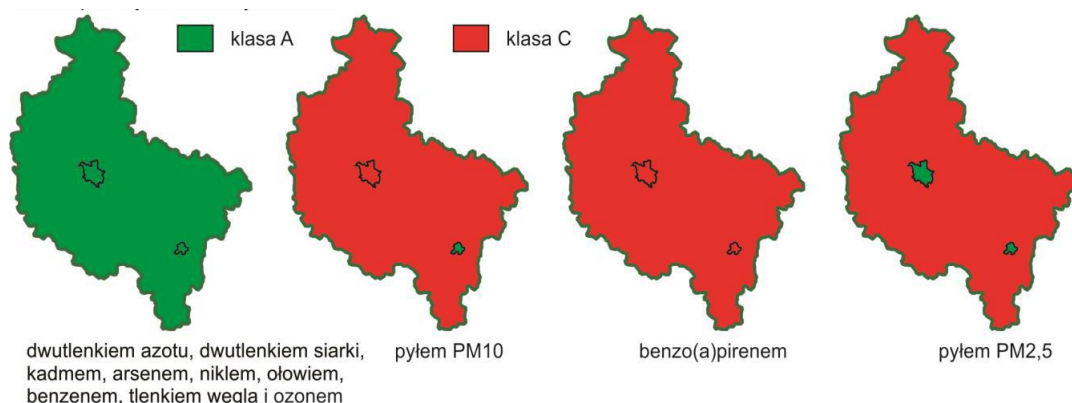 klasa A
klasa C
dwutlenkiem azotu, dwutlenkiem siarki,
kadmem, arsenem, niklem, ołowiem,
benzenem, tlenkiem węgla i ozonem
pyłem PM10
benzo(a)pirenem
pyłem PM2,5